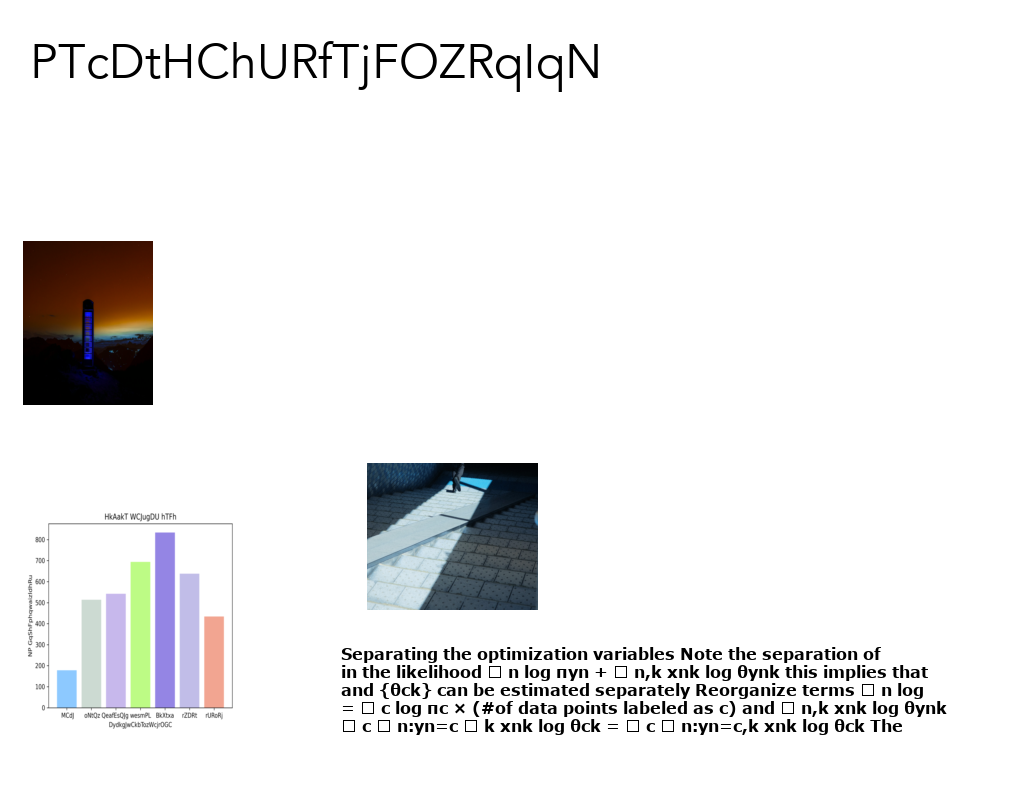 PTcDtHChURfTjFOZRqIqN
HkAakT WCJugDU hTFh
800
700
600
500
400
300
200
100
0
MCdJ oNtQz QeafEsQJg wesmPL BkXtxa rZDRt rURoRj
DydkgJwCkbTozWcJrOGC
Separating the optimization variables Note the separation of
in the likelihood □ n log πyn + □ n,k xnk log θynk this implies that
and {θck} can be estimated separately Reorganize terms □ n log
= □ c log πc × (#of data points labeled as c) and □ n,k xnk log θynk
□ c □ n:yn=c □ k xnk log θck = □ c □ n:yn=c,k xnk log θck The